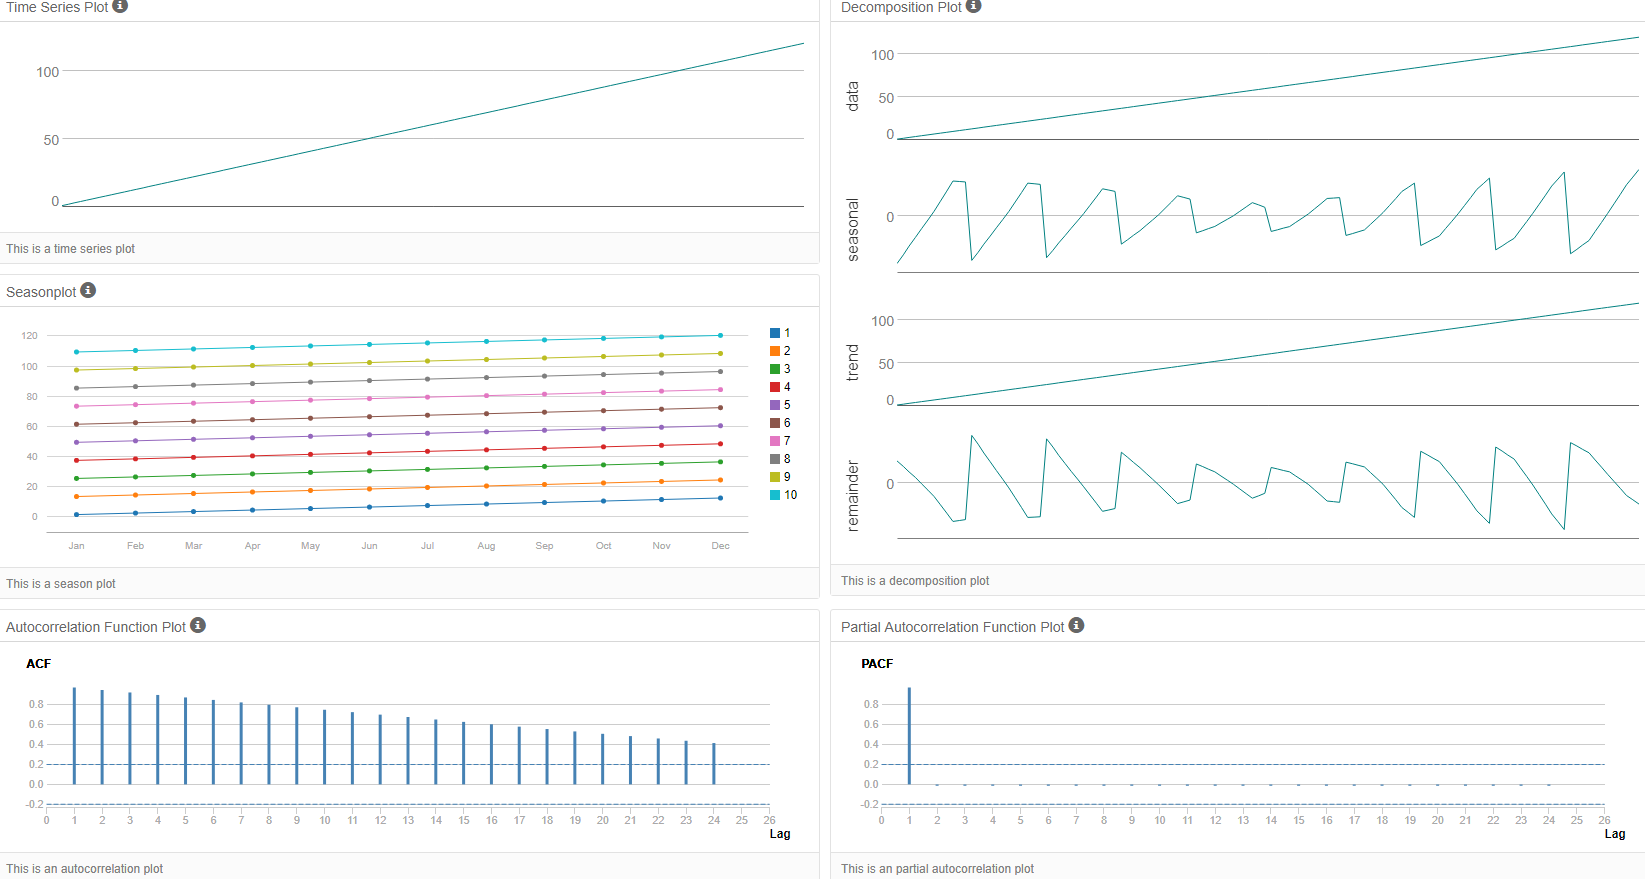 Time Series Plot
100
50
0
This is a time series plot
Seasonplot
120
100
80
60
40
20
0
Jan Feb Mar Apr May Jun Jul Aug Sep Oct Nov Dec
1
2
3
4
5
6
7
8
9
10
This is a season plot
Autocorrelation Function Plot
ACF
0.8
0.6
0.4
0.2
0.0
-0.2
0 1 2 3 4 5 6 7 8 9 10 11 12 13 14 15 16 17 18 19 20 21 22 23 24 25 26
Lag
This is an autocorrelation plot
Decomposition Plot
data
100
50
0
seasonal
0
trend
100
50
0
remainder
0
This is a decomposition plot
Partial Autocorrelation Function Plot
PACF
0.8
0.6
0.4
0.2
0.0
-0.2
0 1 2 3 4 5 6 7 8 9 10 11 12 13 14 15 16 17 18 19 20 21 22 23 24 25 26
Lag
This is an partial autocorrelation plot